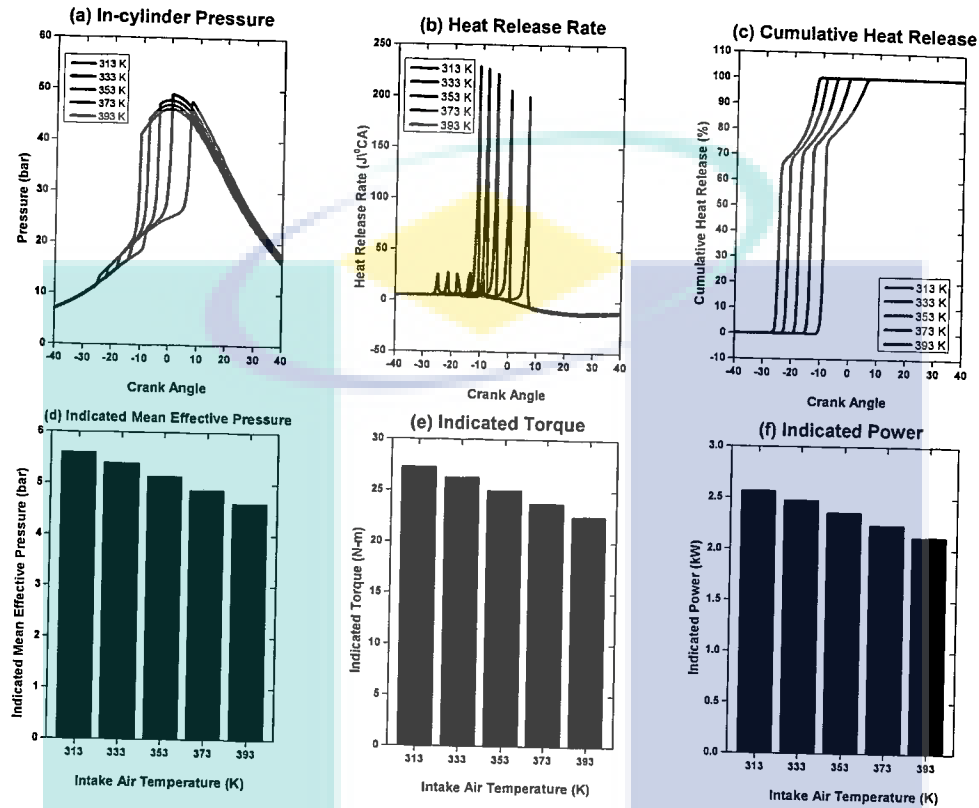 (a) In-cylinder Pressure
60
50
40
30
20
10
0
Pressure (bar)
313 K
333 K
353 K
373 K
393 K
-40 -30 -20 -10 0 10 20 30 40
Crank Angle
(b) Heat Release Rate
250
200
150
100
50
0
-50
Heat Release Rate (J\⁰CA)
313 K
333 K
353 K
373 K
393 K
-40 -30 -20 -10 0 10 20 30 40
Crank Angle
(c) Cumulative Heat Release
110
100
90
80
70
60
50
40
30
20
10
0
-10
Cumulative Heat Release (%)
313 K
333 K
353 K
373 K
393 K
-40 -30 -20 -10 0 10 20 30 40
Crank Angle
(d) Indicated Mean Effective Pressure
6
5
4
3
2
1
0
Indicated Mean Effective Pressure (bar)
313 333 353 373 393
Intake Air Temperature (K)
(e) Indicated Torque
30
25
20
15
10
5
0
Indicated Torque (N-m)
313 333 353 373 393
Intake Air Temperature (K)
(f) Indicated Power
3.0
2.5
2.0
1.5
1.0
0.5
0.0
Indicated Power (kW)
313 333 353 373 393
Intake Air Temperature (K)